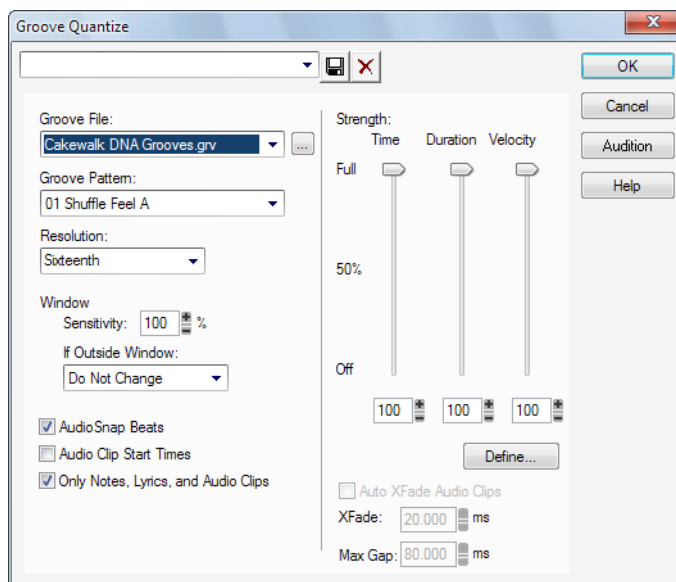 Groove Quantize
OK
Cancel
Audition
Help
Groove File:
Cakewalk DNA Grooves.grv
...
Groove Pattern:
01 Shuffle Feel A
Resolution:
Sixteenth
Window
Sensitivity: 100 %
If Outside Window:
Do Not Change
AudioSnap Beats
Audio Clip Start Times
Only Notes, Lyrics, and Audio Clips
Strength:
Time Duration Velocity
Full
50%
Off
100 100 100
Define...
Auto XFade Audio Clips
XFade: 20.000 ms
Max Gap: 80.000 ms